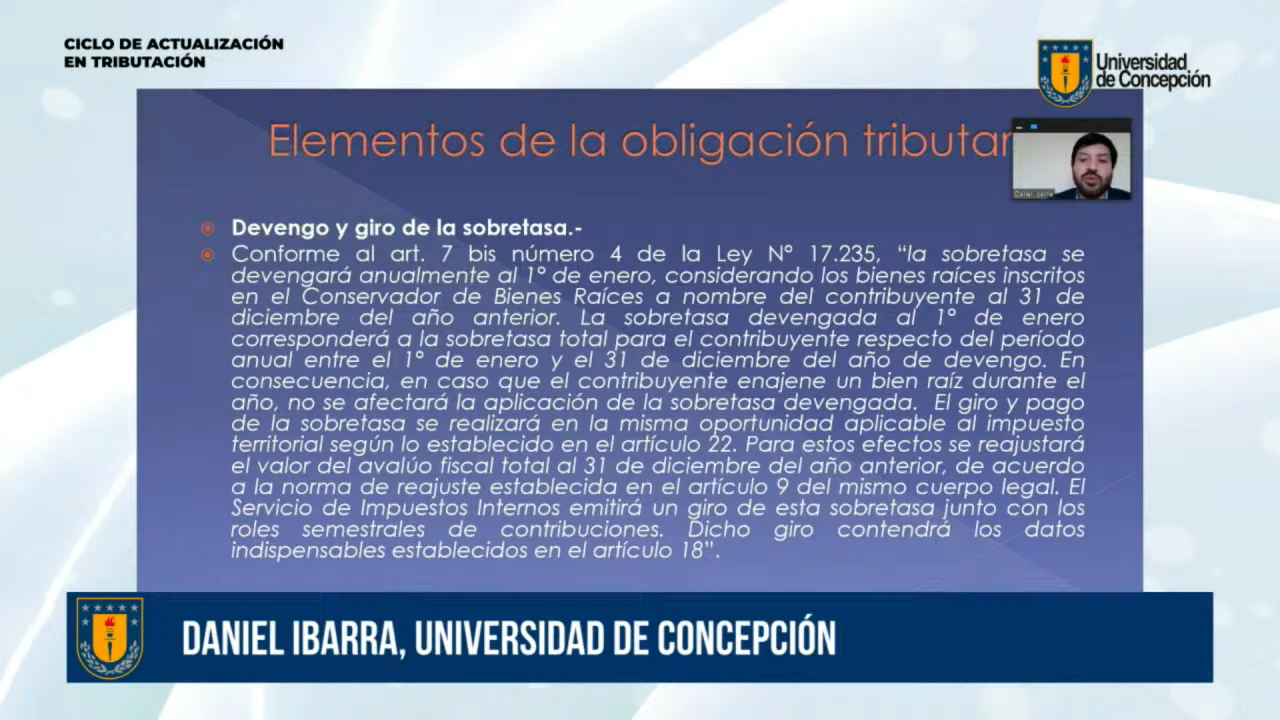 CICLO DE ACTUALIZACIÓN
EN TRIBUTACIÓN
Universidad
de Concepción
Elementos de la obligación tributar
Daniel Ibarra
Devengo y giro de la sobretasa.-
Conforme al art. 7 bis número 4 de la Ley N° 17.235, “la sobretasa se
devengará anualmente al 1° de enero, considerando los bienes raíces inscritos
en el Conservador de Bienes Raíces a nombre del contribuyente al 31 de
diciembre del año anterior. La sobretasa devengada al 1° de enero
corresponderá a la sobretasa total para el contribuyente respecto del período
anual entre el 1° de enero y el 31 de diciembre del año de devengo. En
consecuencia, en caso que el contribuyente enajene un bien raíz durante el
año, no se afectará la aplicación de la sobretasa devengada. El giro y pago
de la sobretasa se realizará en la misma oportunidad aplicable al impuesto
territorial según lo establecido en el artículo 22. Para estos efectos se reajustará
el valor del avalúo fiscal total al 31 de diciembre del año anterior, de acuerdo
a la norma de reajuste establecida en el artículo 9 del mismo cuerpo legal. El
Servicio de Impuestos Internos emitirá un giro de esta sobretasa junto con los
roles semestrales de contribuciones. Dicho giro contendrá los datos
indispensables establecidos en el artículo 18”.
DANIEL IBARRA, UNIVERSIDAD DE CONCEPCIÓN